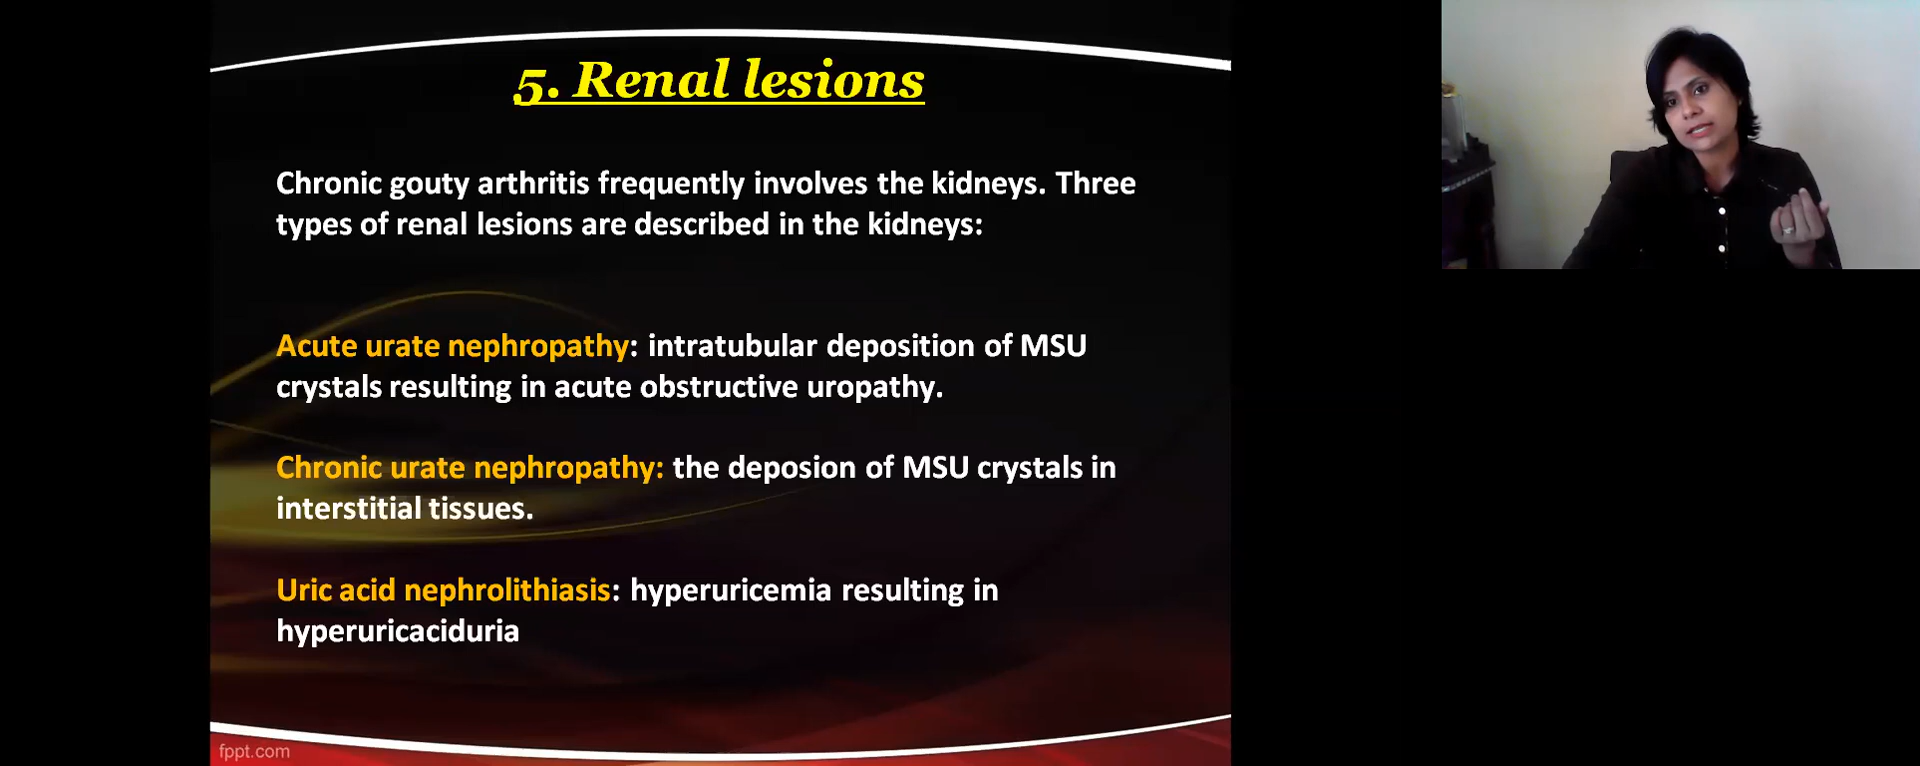 5. Renal lesions
Chronic gouty arthritis frequently involves the kidneys. Three
types of renal lesions are described in the kidneys:
Acute urate nephropathy: intratubular deposition of MSU
crystals resulting in acute obstructive uropathy.
Chronic urate nephropathy: the deposion of MSU crystals in
interstitial tissues.
Uric acid nephrolithiasis: hyperuricemia resulting in
hyperuricaciduria
fppt.com